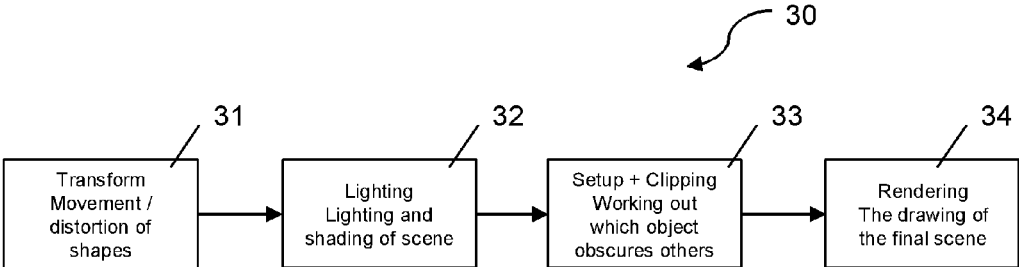 30
31
32
33
34
Transform
Movement /
distortion of
shapes
Lighting
Lighting and
shading of scene
Setup + Clipping
Working out
which object
obscures others
Rendering
The drawing of
the final scene